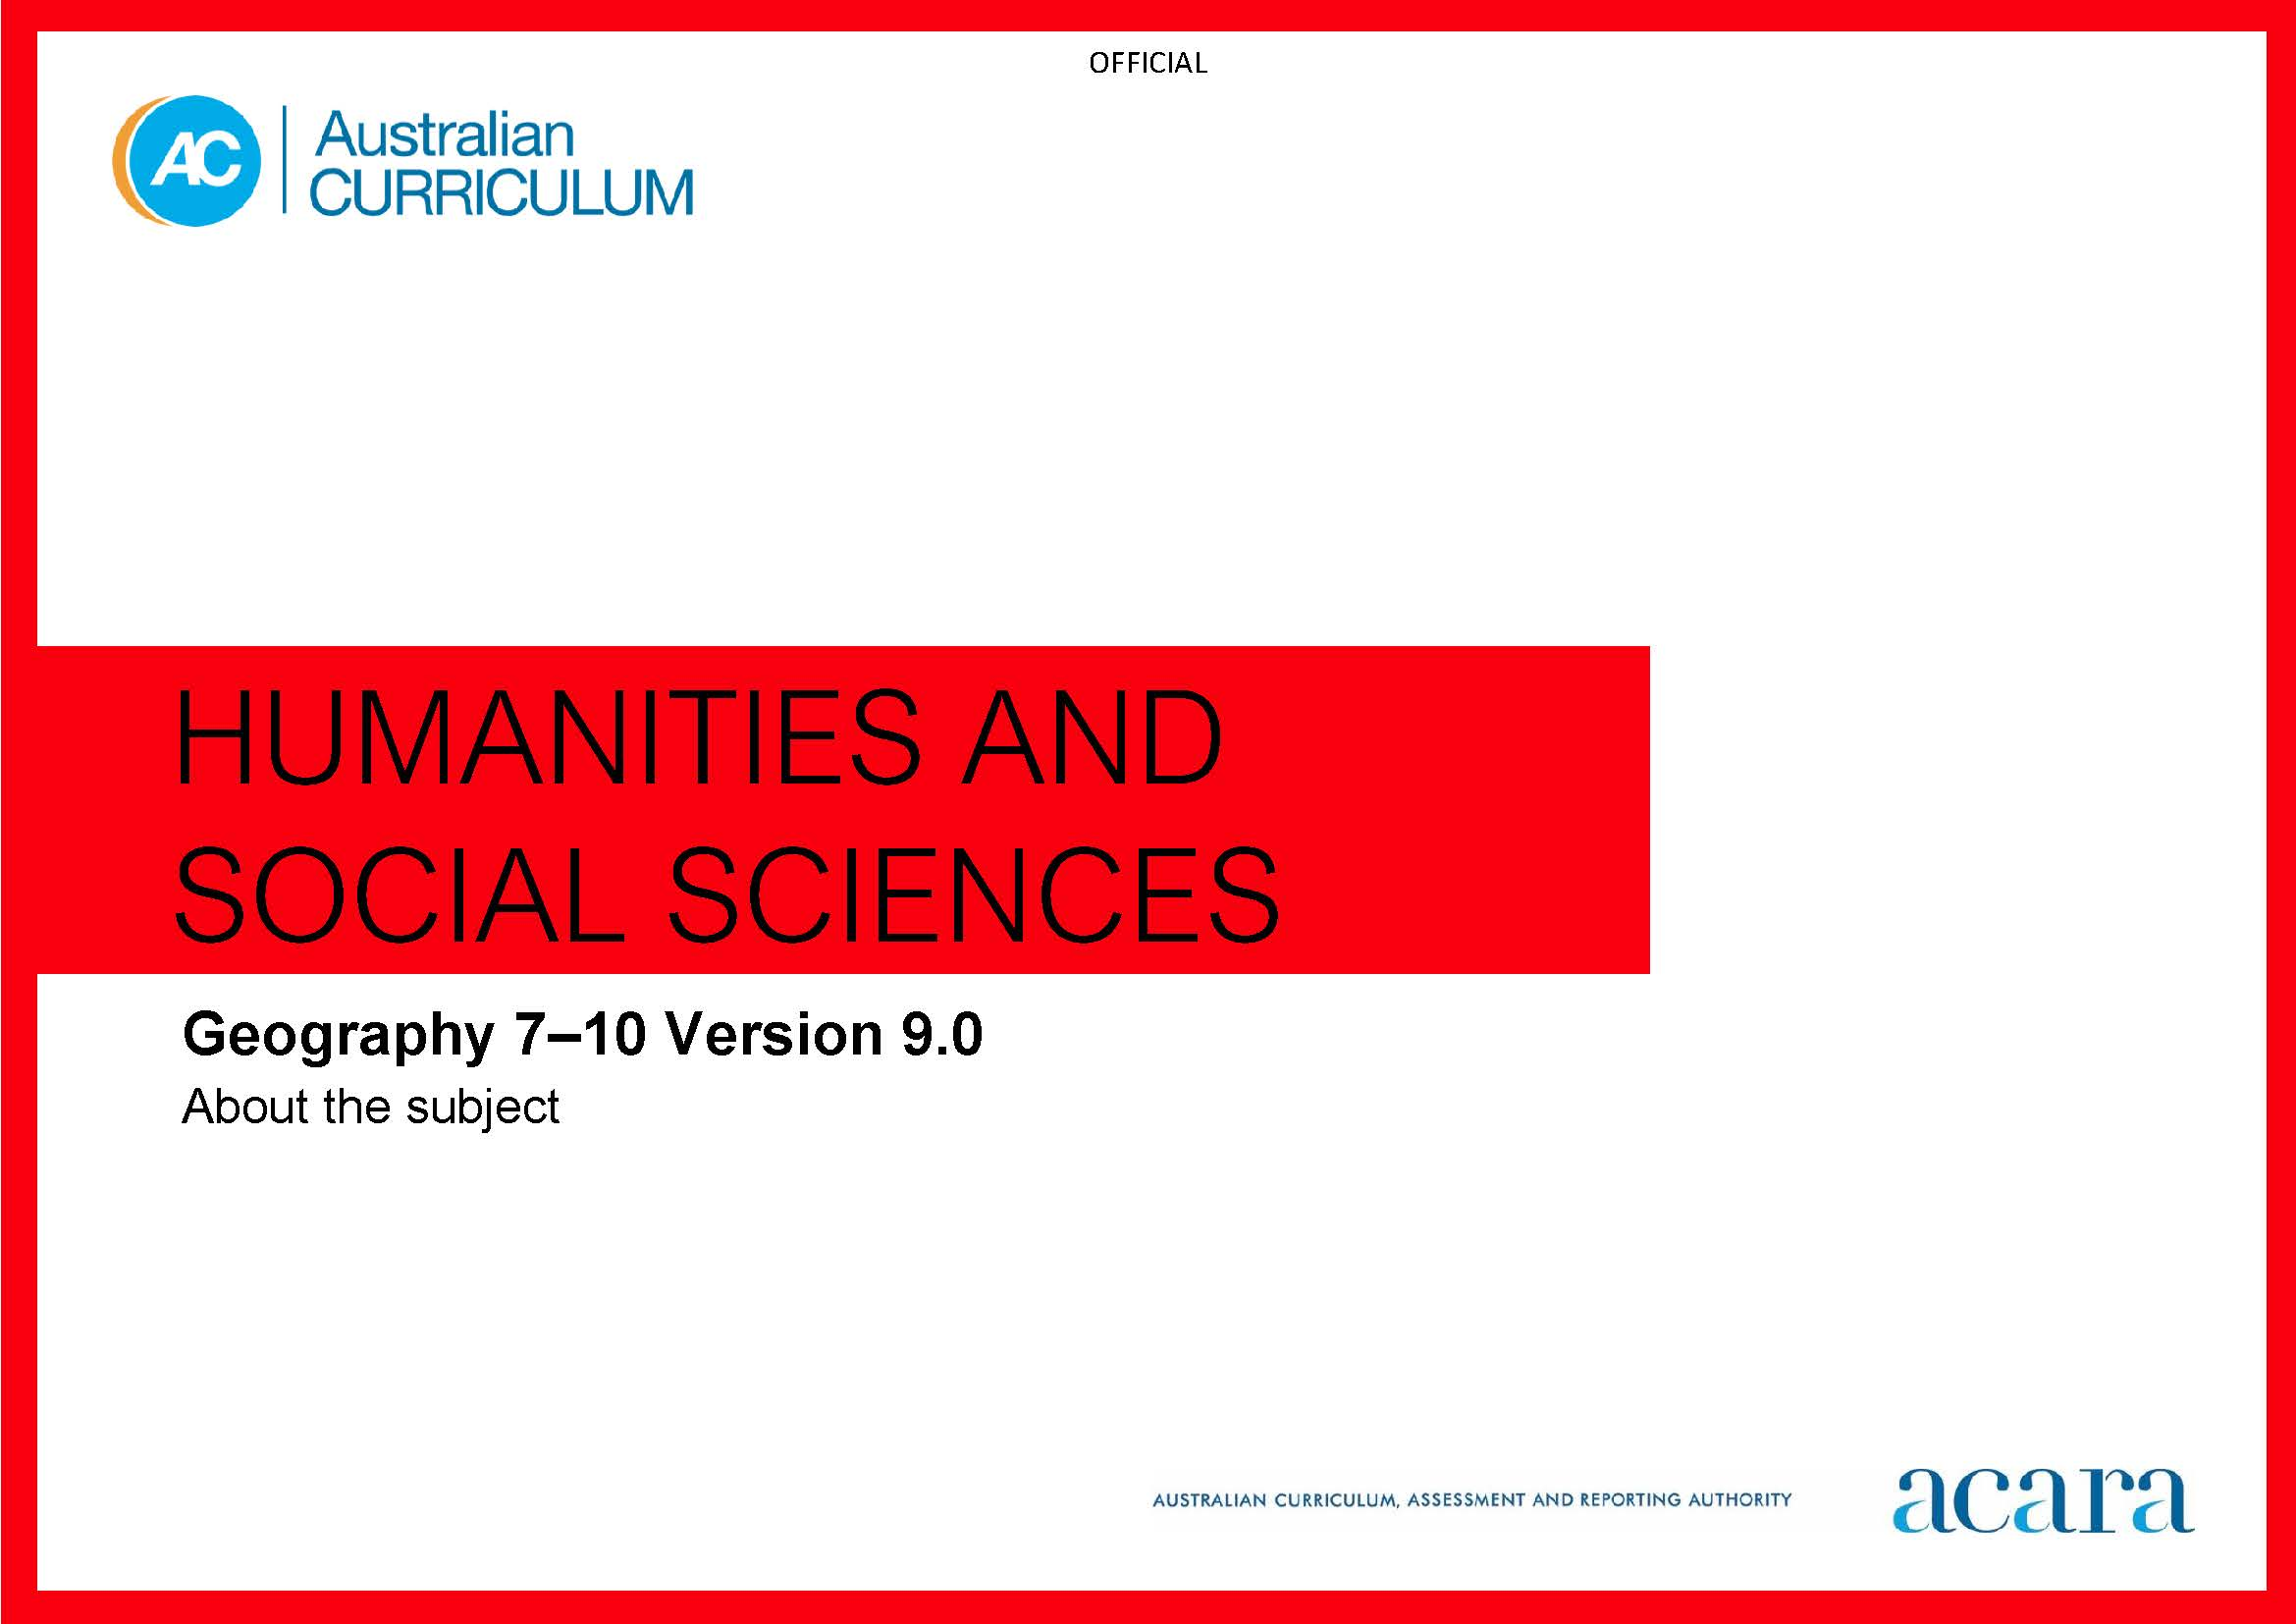 OFFICIAL
AC
Australian
CURRICULUM
HUMANITIES AND
SOCIAL SCIENCES
Geography 7–10 Version 9.0
About the subject
AUSTRALIAN CURRICULUM, ASSESSMENT AND REPORTING AUTHORITY
acara